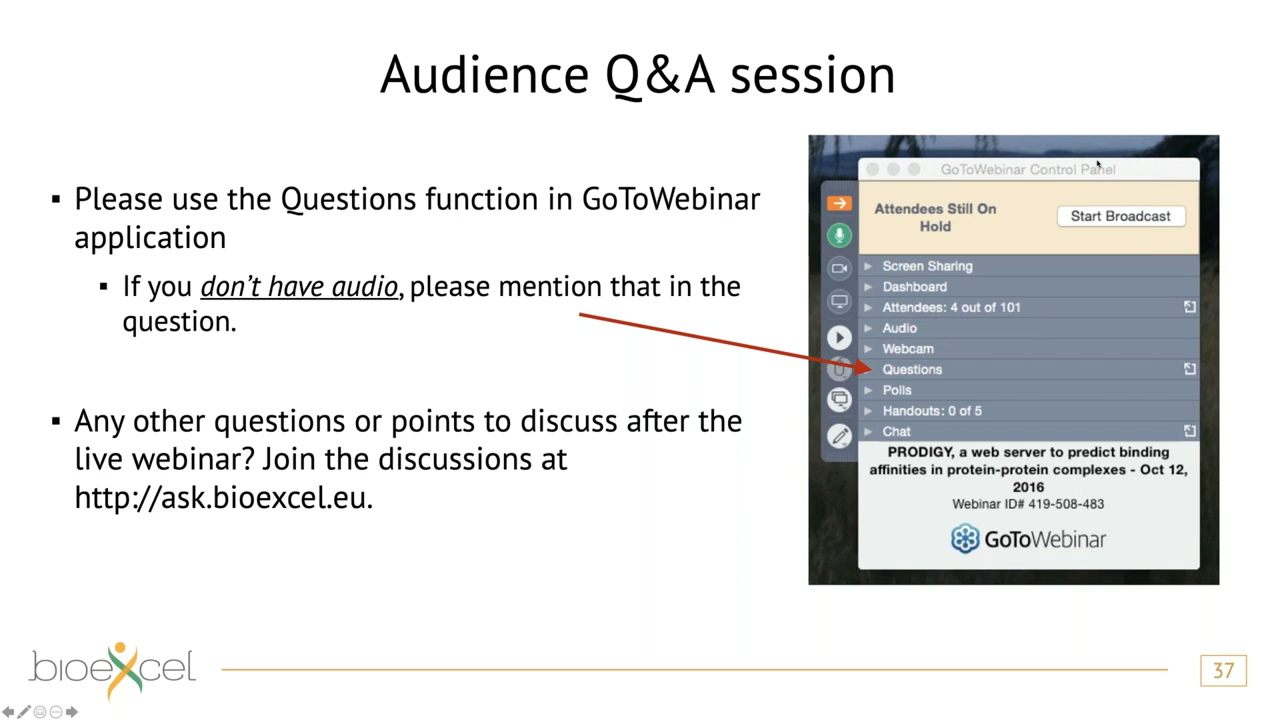 Audience Q&A session
▪ Please use the Questions function in GoToWebinar
application
▪ If you don't have audio, please mention that in the
question.
▪ Any other questions or points to discuss after the
live webinar? Join the discussions at
http://ask.bioexcel.eu.
GoToWebinar Control Panel
Attendees Still On
Hold
Start Broadcast
Screen Sharing
Dashboard
Attendees: 4 out of 101
Audio
Webcam
Questions
Polls
Handouts: 0 of 5
Chat
PRODIGY, a web server to predict binding
affinities in protein-protein complexes - Oct 12,
2016
Webinar ID# 419-508-483
GoToWebinar
bioexcel
37